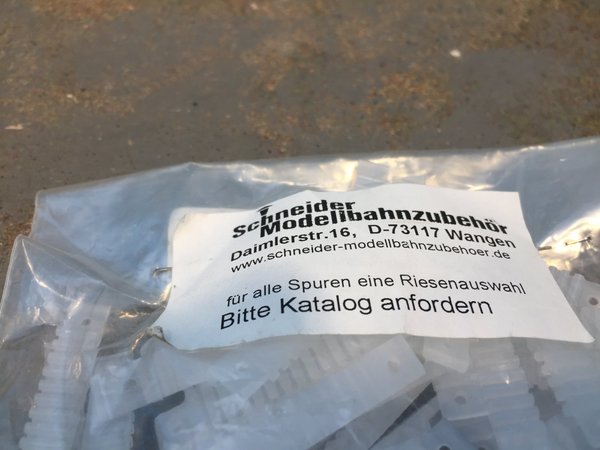 Schneider
Modellbahnzubehör
Daimlerstr.16, D-73117 Wangen
www.schneider-modellbahnzubehoer.de
für alle Spuren eine Riesenauswahl
Bitte Katalog anfordern